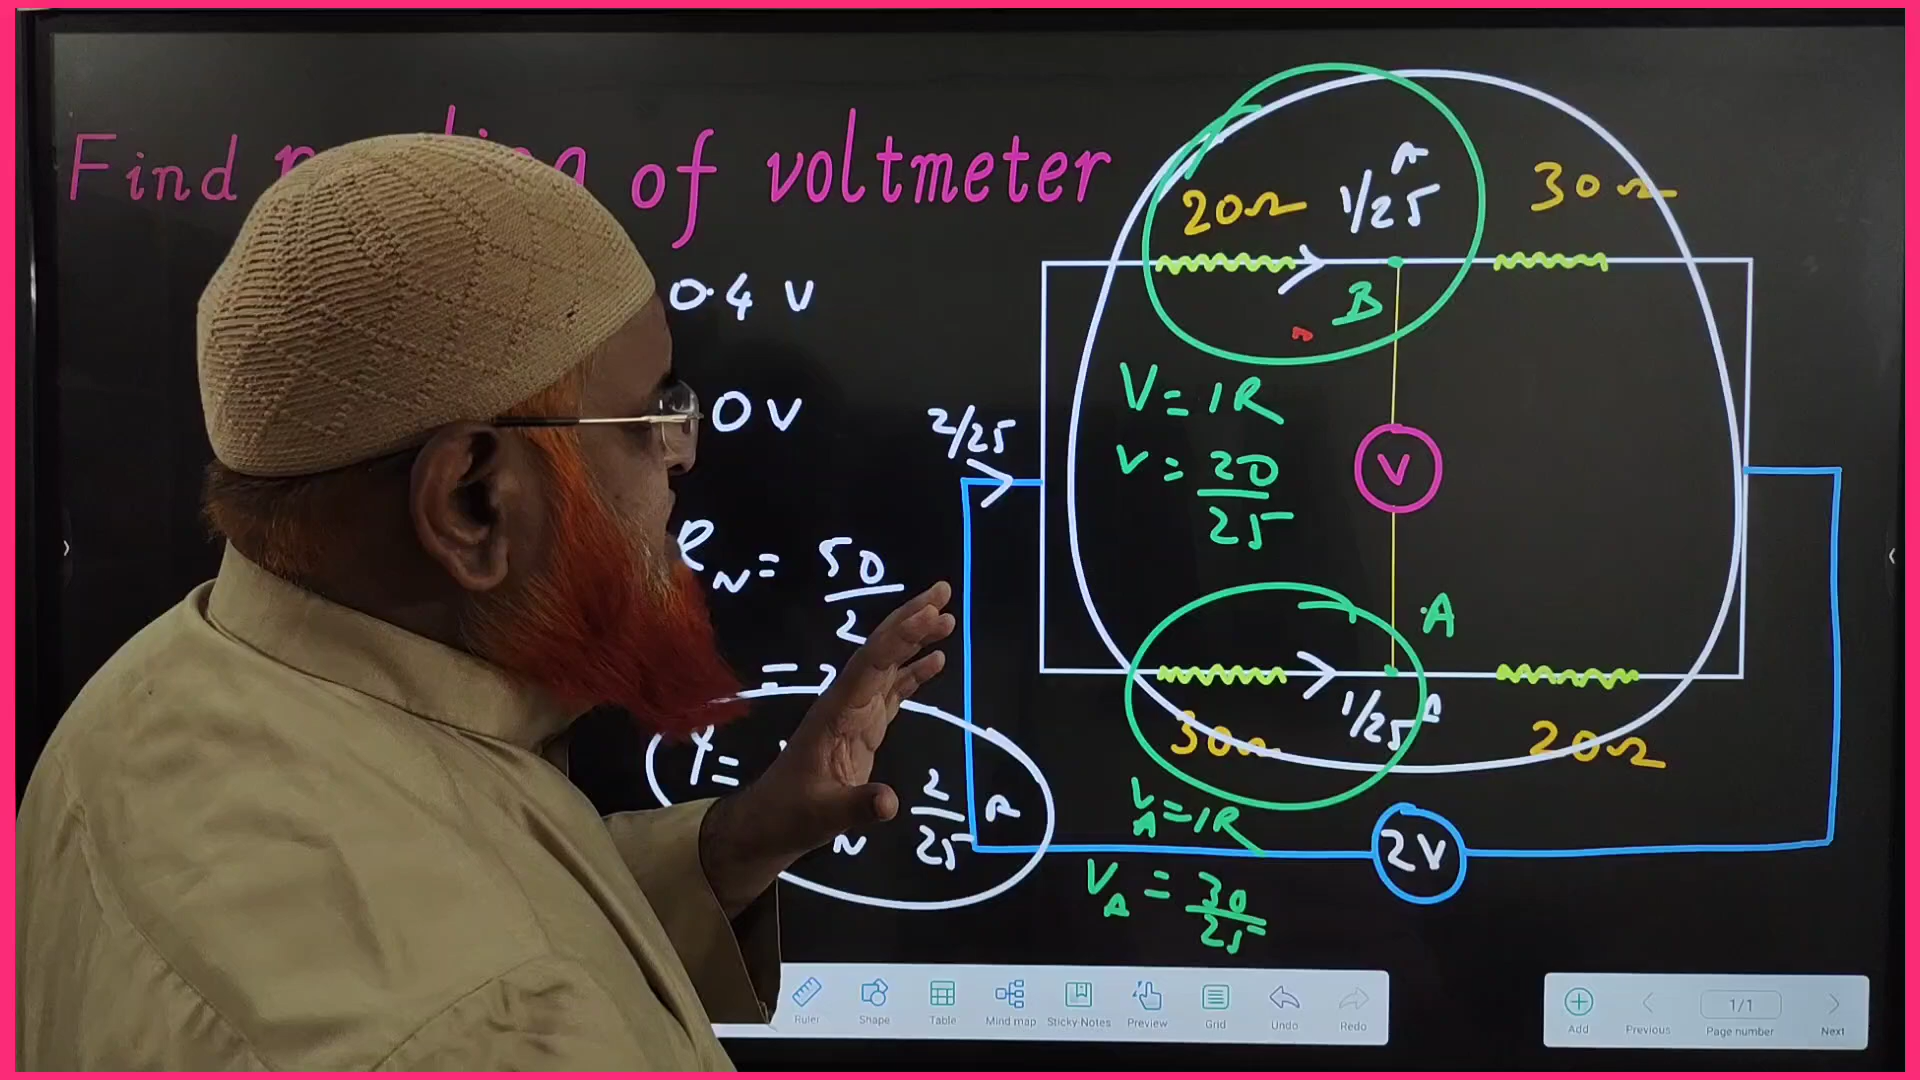 Find of voltmeter
0.4 V
0V
R N = 50/2
=
2/25 A
N
2/25
20Ω
1/25 A
30Ω
B
V = IR
V = 20/25
V
A
30Ω
1/25 A
20Ω
V A = IR
V A = 30/25
2V
Ruler
Shape
Table
Mind map
Sticky-Notes
Preview
Grid
Undo
Redo
Add
Previous
1/1
Page number
Next